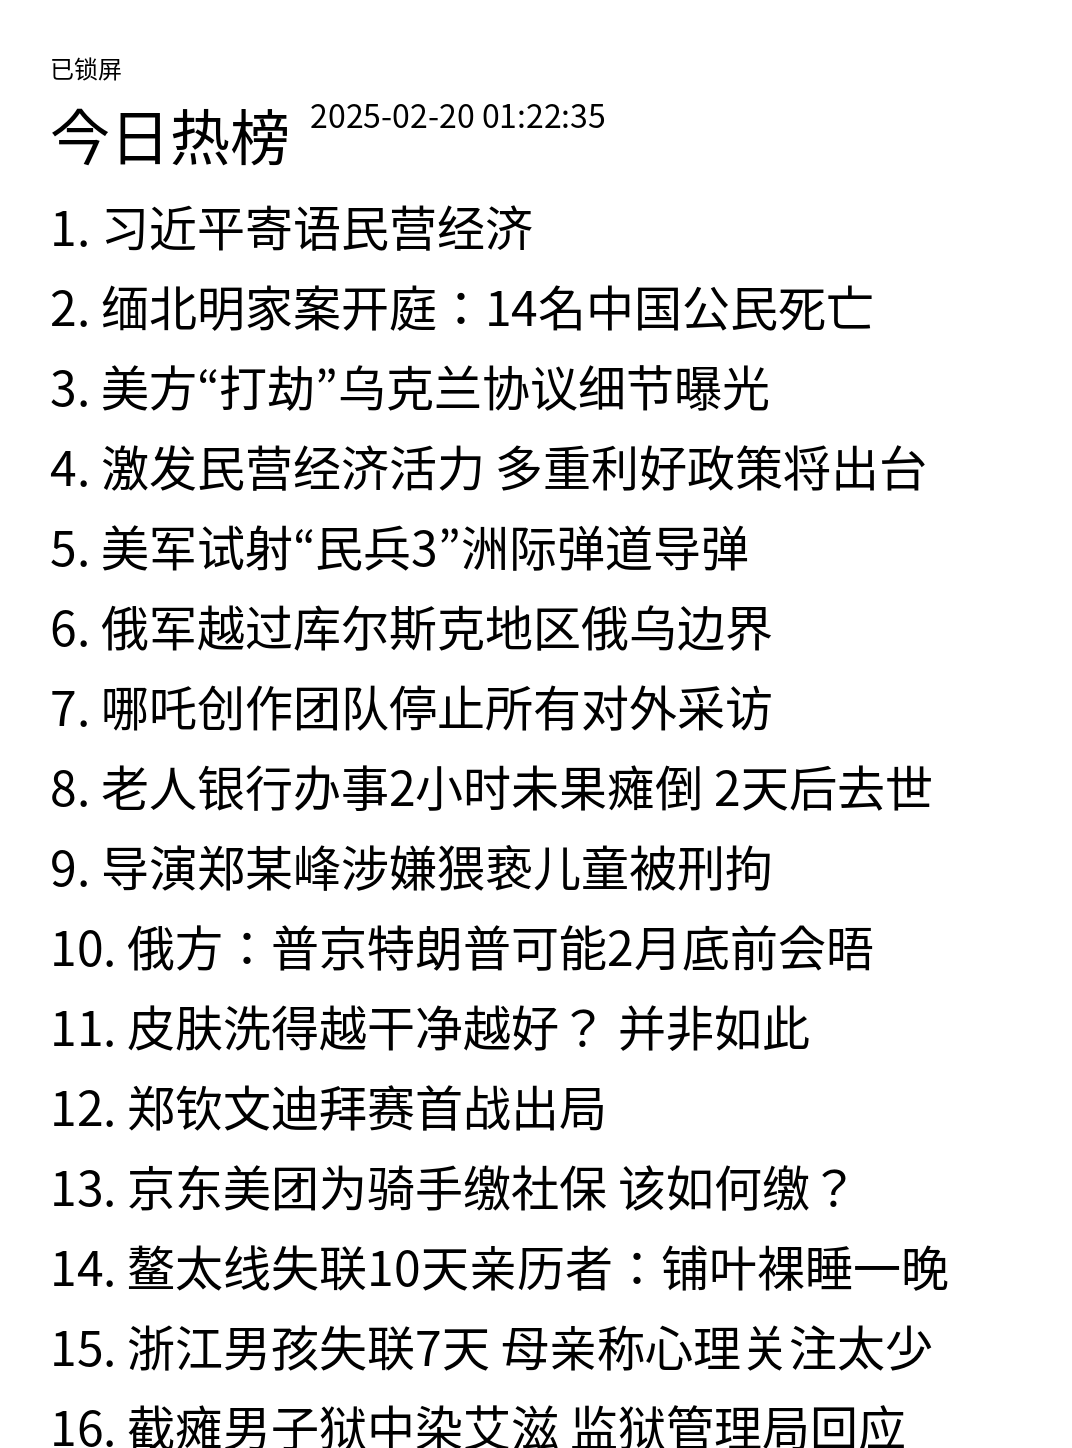 已锁屏
今日热榜 2025-02-20 01:22:35
1. 习近平寄语民营经济
2. 缅北明家案开庭：14名中国公民死亡
3. 美方“打劫”乌克兰协议细节曝光
4. 激发民营经济活力 多重利好政策将出台
5. 美军试射“民兵3”洲际弹道导弹
6. 俄军越过库尔斯克地区俄乌边界
7. 哪吒创作团队停止所有对外采访
8. 老人银行办事2小时未果瘫倒 2天后去世
9. 导演郑某峰涉嫌猥亵儿童被刑拘
10. 俄方：普京特朗普可能2月底前会晤
11. 皮肤洗得越干净越好？ 并非如此
12. 郑钦文迪拜赛首战出局
13. 京东美团为骑手缴社保 该如何缴？
14. 鳌太线失联10天亲历者：铺叶裸睡一晚
15. 浙江男孩失联7天 母亲称心理关注太少
16. 截瘫男子狱中染艾滋 监狱管理局回应